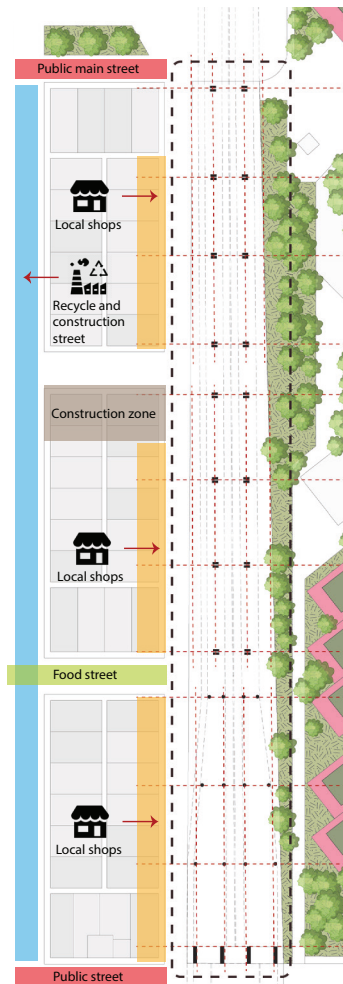 Public main street
Local shops
Recycle and
construction
street
Construction zone
Local shops
Food street
Local shops
Public street